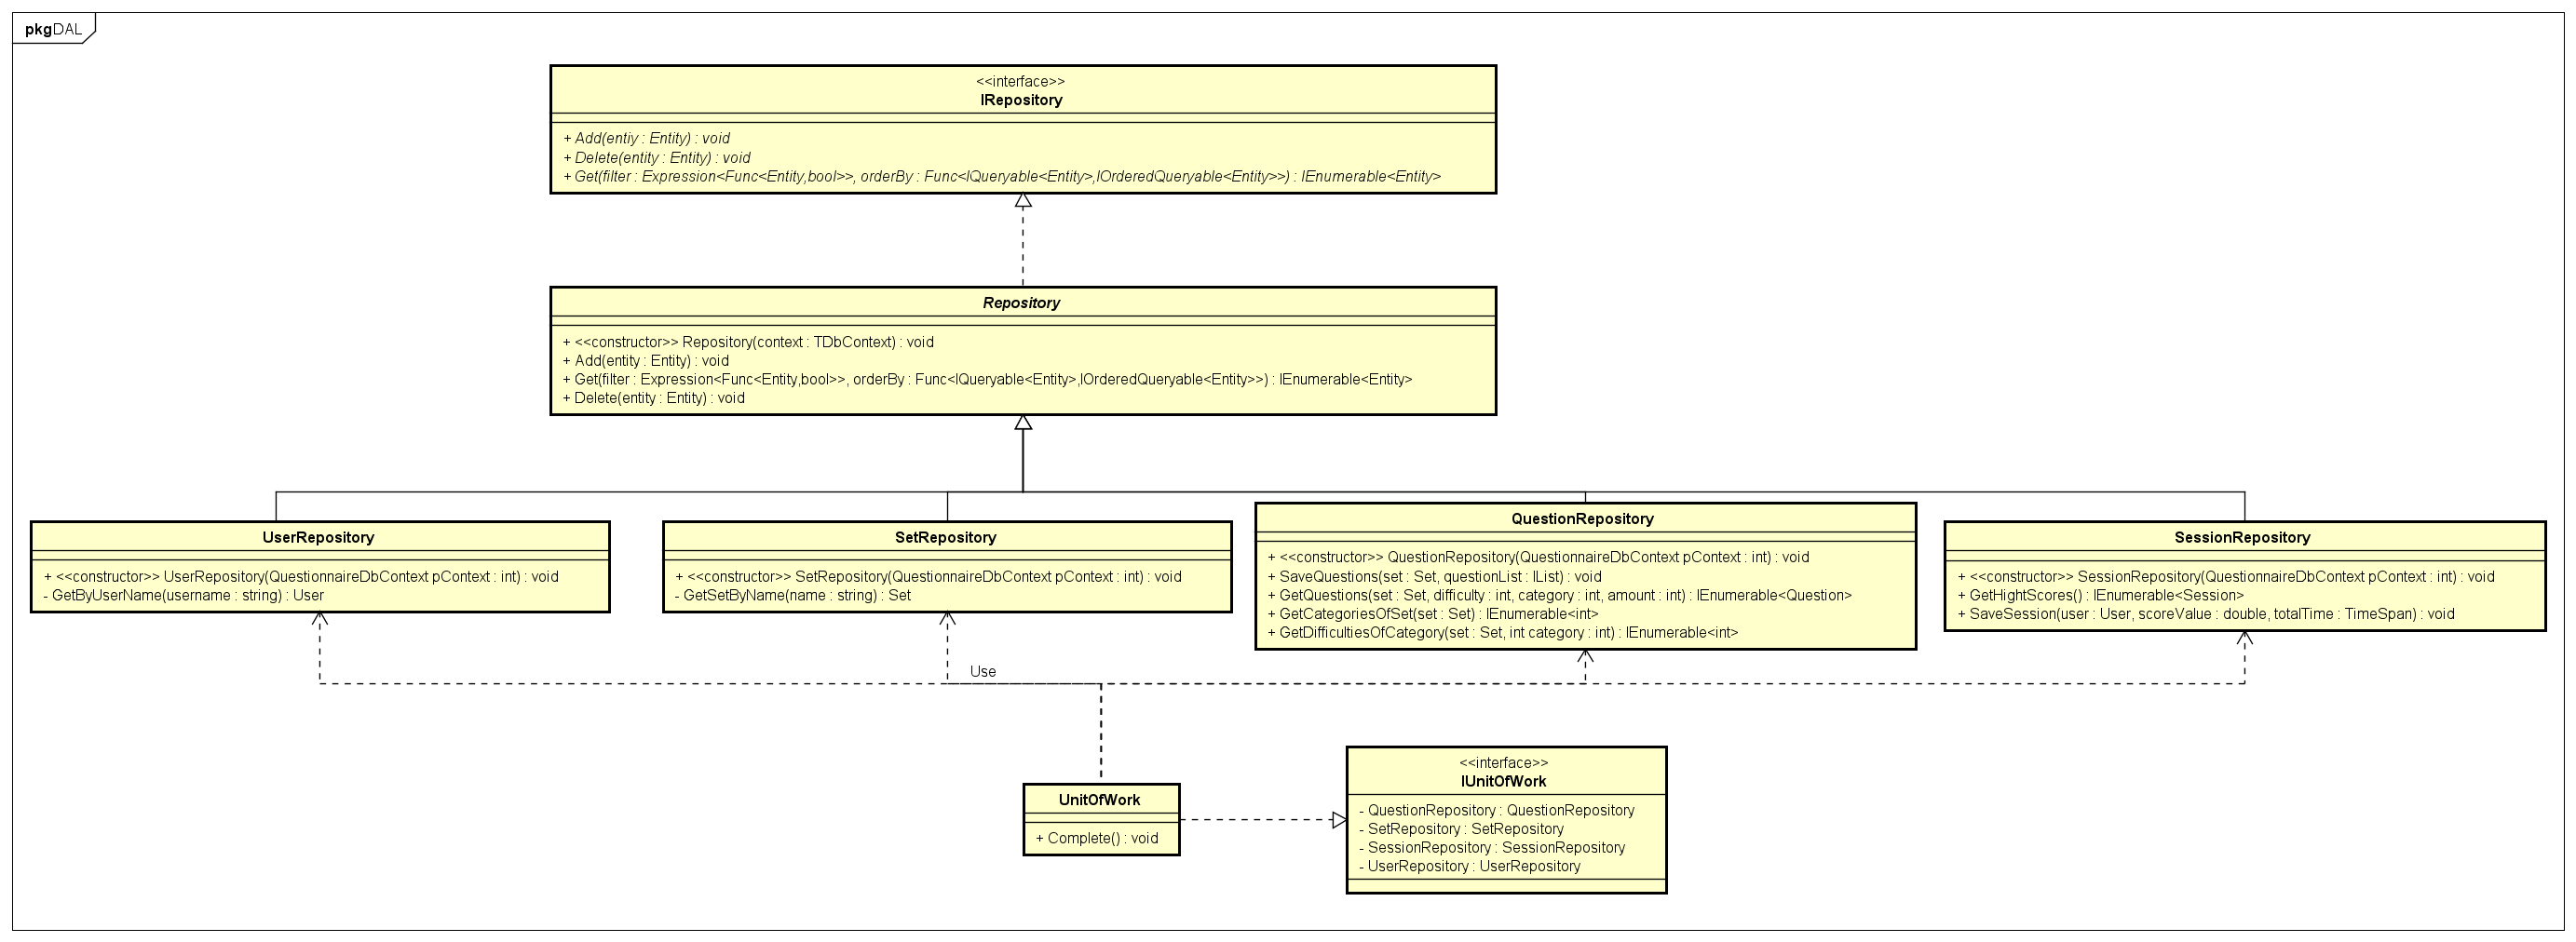 pkgDAL
<<interface>>
IRepository
+ Add(entiy : Entity) : void
+ Delete(entity : Entity) : void
+ Get(filter : Expression<Func<Entity,bool>>, orderBy : Func<IQueryable<Entity>,IOrderedQueryable<Entity>>) : IEnumerable<Entity>
Repository
+ <<constructor>> Repository(context : TDbContext) : void
+ Add(entity : Entity) : void
+ Get(filter : Expression<Func<Entity,bool>>, orderBy : Func<IQueryable<Entity>,IOrderedQueryable<Entity>>) : IEnumerable<Entity>
+ Delete(entity : Entity) : void
UserRepository
+ <<constructor>> UserRepository(QuestionnaireDbContext pContext : int) : void
- GetByUserName(username : string) : User
SetRepository
+ <<constructor>> SetRepository(QuestionnaireDbContext pContext : int) : void
- GetSetByName(name : string) : Set
QuestionRepository
+ <<constructor>> QuestionRepository(QuestionnaireDbContext pContext : int) : void
+ SaveQuestions(set : Set, questionList : IList) : void
+ GetQuestions(set : Set, difficulty : int, category : int, amount : int) : IEnumerable<Question>
+ GetCategoriesOfSet(set : Set) : IEnumerable<int>
+ GetDifficultiesOfCategory(set : Set, int category : int) : IEnumerable<int>
SessionRepository
+ <<constructor>> SessionRepository(QuestionnaireDbContext pContext : int) : void
+ GetHightScores() : IEnumerable<Session>
+ SaveSession(user : User, scoreValue : double, totalTime : TimeSpan) : void
Use
UnitOfWork
+ Complete() : void
<<interface>>
IUnitOfWork
- QuestionRepository : QuestionRepository
- SetRepository : SetRepository
- SessionRepository : SessionRepository
- UserRepository : UserRepository